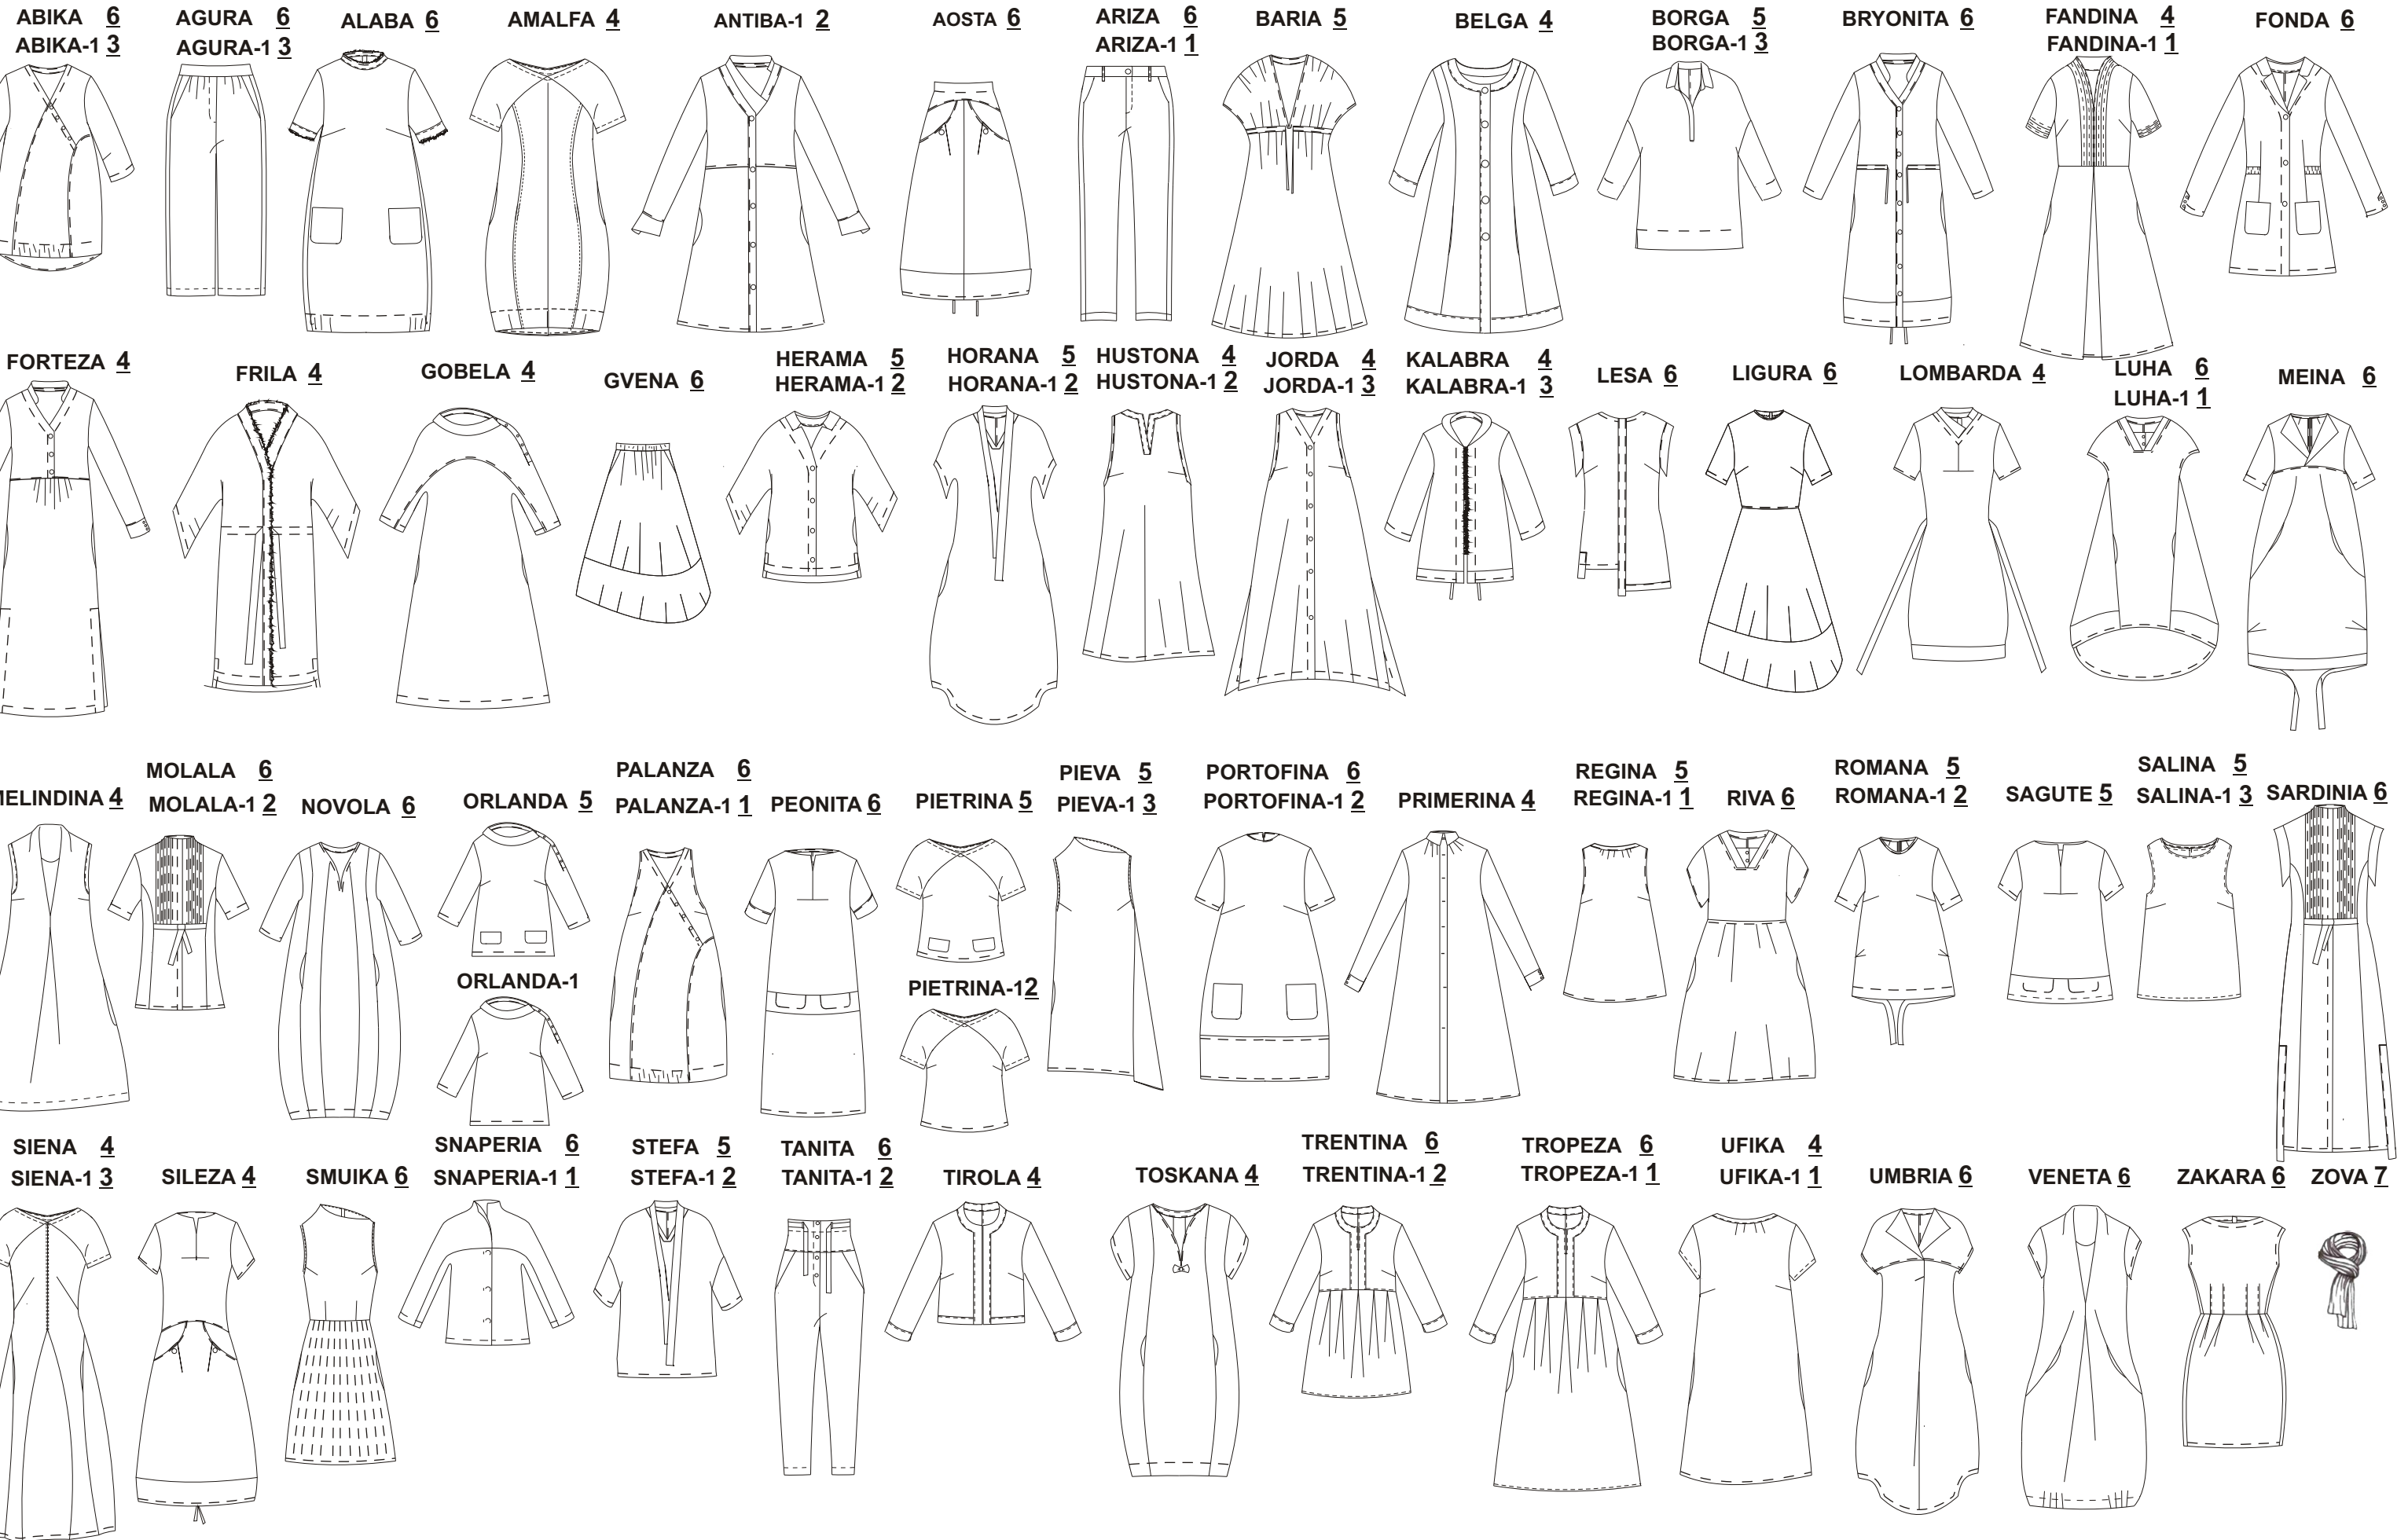 ABIKA 6
ABIKA-1 3
AGURA 6
AGURA-1 3
ALABA 6
AMALFA 4
ANTIBA-1 2
AOSTA 6
ARIZA 6
ARIZA-1 1
BARIA 5
BELGA 4
BORGA 5
BORGA-1 3
BRYONITA 6
FANDINA 4
FANDINA-1 1
FONDA 6
FORTEZA 4
FRILA 4
GOBELA 4
GVENA 6
HERAMA 5
HERAMA-1 2
HORANA 5
HORANA-1 2
HUSTONA 4
HUSTONA-1 2
JORDA 4
JORDA-1 3
KALABRA 4
KALABRA-1 3
LESA 6
LIGURA 6
LOMBARDA 4
LUHA 6
LUHA-1 1
MEINA 6
MELINDINA 4
MOLALA 6
MOLALA-1 2
NOVOLA 6
ORLANDA 5
ORLANDA-1
PALANZA 6
PALANZA-1 1
PEONITA 6
PIETRINA 5
PIETRINA-1 2
PIEVA 5
PIEVA-1 3
PORTOFINA 6
PORTOFINA-1 2
PRIMERINA 4
REGINA 5
REGINA-1 1
RIVA 6
ROMANA 5
ROMANA-1 2
SAGUTE 5
SALINA 5
SALINA-1 3
SARDINIA 6
SIENA 4
SIENA-1 3
SILEZA 4
SMUIKA 6
SNAPERIA 6
SNAPERIA-1 1
STEFA 5
STEFA-1 2
TANITA 6
TANITA-1 2
TIROLA 4
TOSKANA 4
TRENTINA 6
TRENTINA-1 2
TROPEZA 6
TROPEZA-1 1
UFIKA 4
UFIKA-1 1
UMBRIA 6
VENETA 6
ZAKARA 6
ZOVA 7